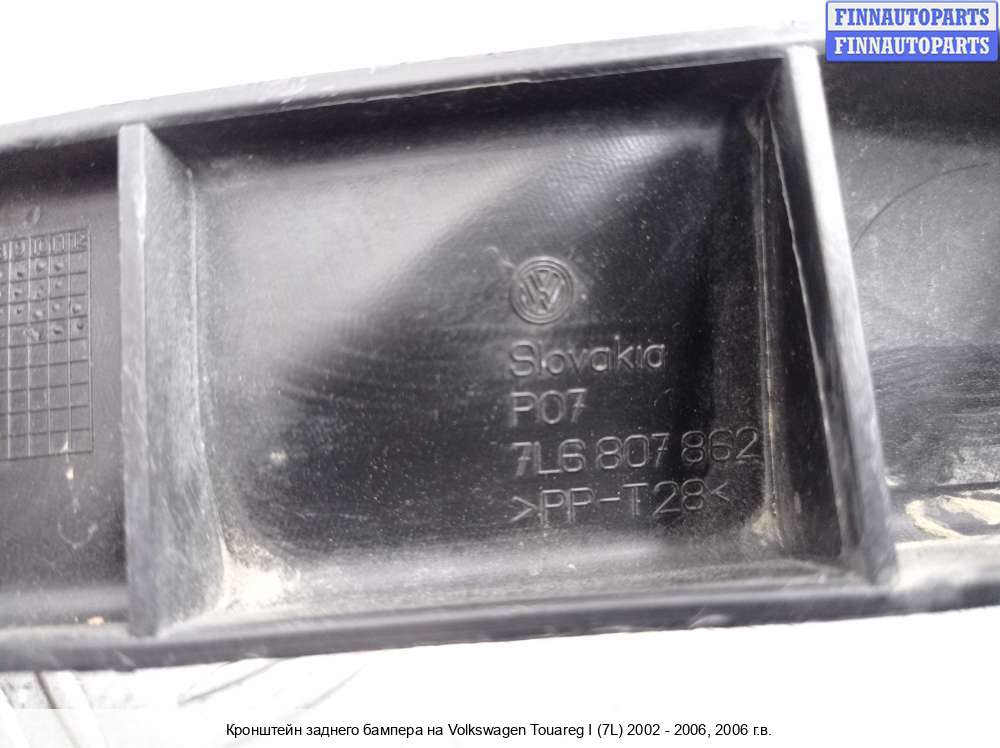 FINNAUTOPARTS
FINNAUTOPARTS
Slovakia
P07
7L6 807 862
>PP-T28<
Кронштейн заднего бампера на Volkswagen Touareg I (7L) 2002 - 2006, 2006 г.в.